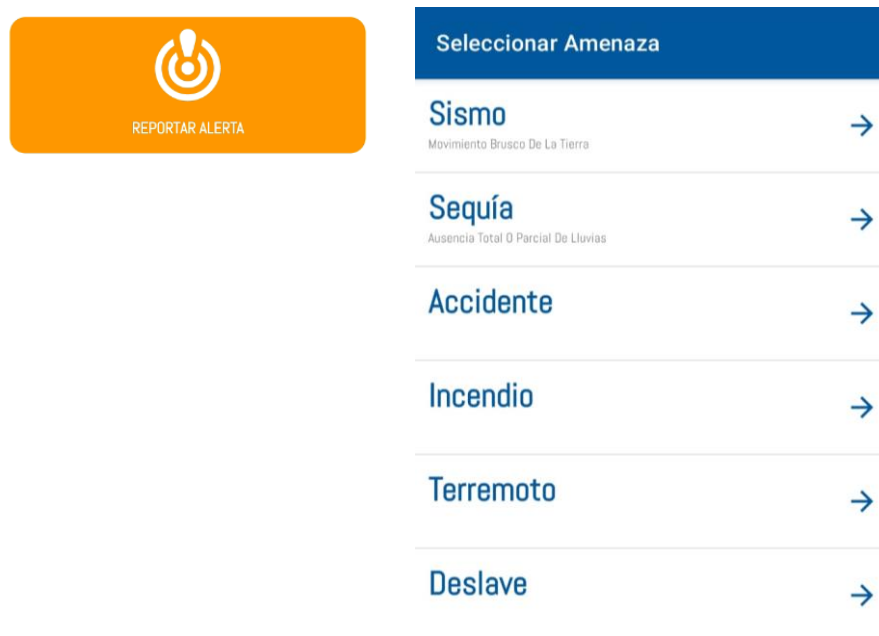 REPORTAR ALERTA
Seleccionar Amenaza
Sismo
Movimiento Brusco De La Tierra
Sequía
Ausencia Total O Parcial De Lluvias
Accidente
Incendio
Terremoto
Deslave